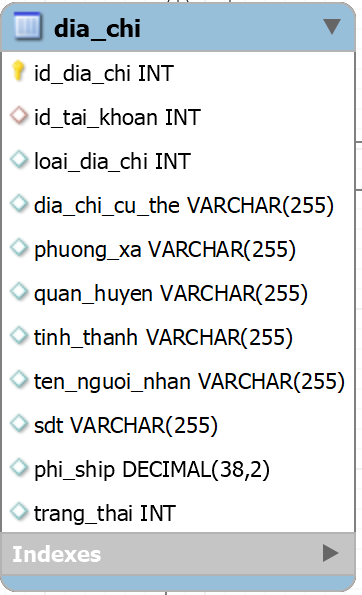 dia_chi
id_dia_chi INT
id_tai_khoan INT
loai_dia_chi INT
dia_chi_cu_the VARCHAR(255)
phuong_xa VARCHAR(255)
quan_huyen VARCHAR(255)
tinh_thanh VARCHAR(255)
ten_nguoi_nhan VARCHAR(255)
sdt VARCHAR(255)
phi_ship DECIMAL(38,2)
trang_thai INT
Indexes